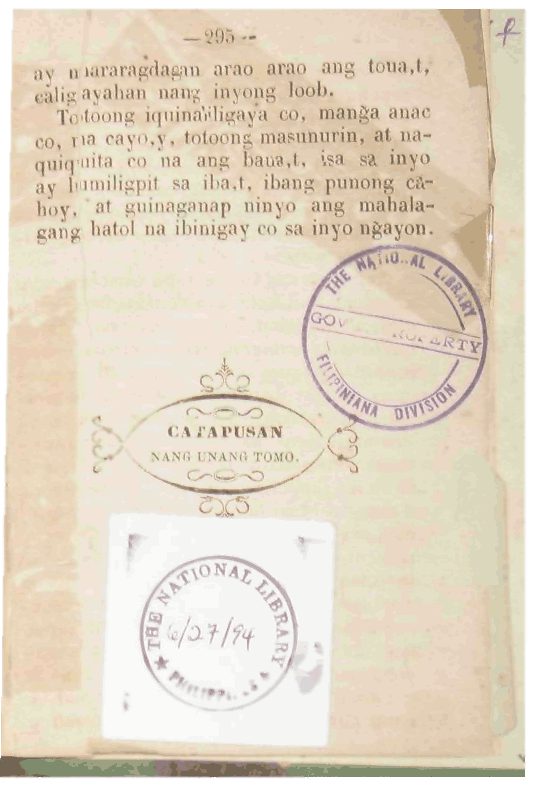 —295--
ay mararagdagan arao arao ang toua,t,
caligayahan nang inyong loob.
Totoong iquinaliligaya co, manğa anac
co, na cayo,y, totoong masunurin, at na-
quiquita co na ang baua,t, isa sa inyo
ay humiligpit sa iba,t, ibang punong ca-
hoy, at guinaganap ninyo ang mahala-
gang hatol na ibinigay co sa inyo nğayon.
THE NATIONAL LIBRARY
GOV PROPERTY
FILIPINIANA DIVISION
CATAPUSAN
NANG UNANG TOMO.
THE NATIONAL LIBRARY
6/27/94
PHILIPPINES